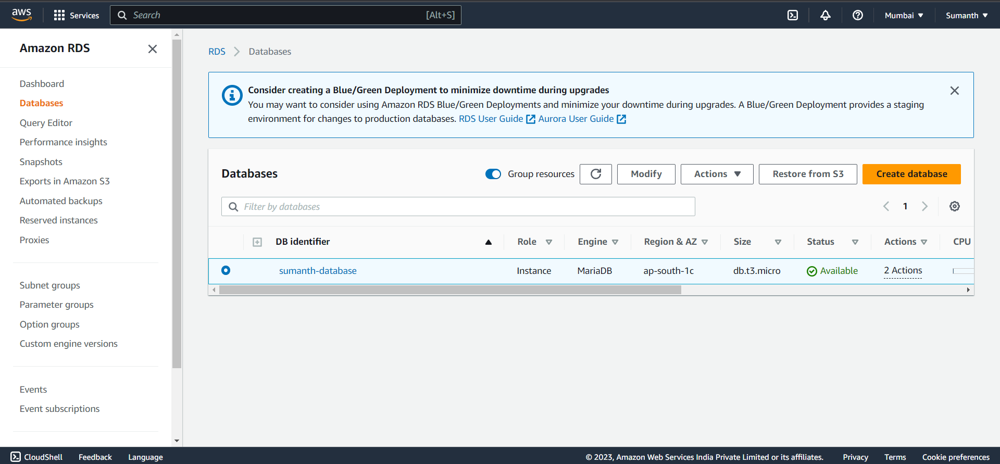 aws Services Search [Alt+S] Mumbai Sumanth
Amazon RDS
Dashboard
Databases
Query Editor
Performance insights
Snapshots
Exports in Amazon S3
Automated backups
Reserved instances
Proxies
Subnet groups
Parameter groups
Option groups
Custom engine versions
Events
Event subscriptions
RDS Databases
Consider creating a Blue/Green Deployment to minimize downtime during upgrades
You may want to consider using Amazon RDS Blue/Green Deployments and minimize your downtime during upgrades. A Blue/Green Deployment provides a staging
environment for changes to production databases. RDS User Guide Aurora User Guide
Databases Group resources Modify Actions Restore from S3 Create database
Filter by databases 1
DB identifier Role Engine Region & AZ Size Status Actions CPU
sumanth-database Instance MariaDB ap-south-1c db.t3.micro Available 2 Actions
CloudShell Feedback Language © 2023, Amazon Web Services India Private Limited or its affiliates. Privacy Terms Cookie preferences